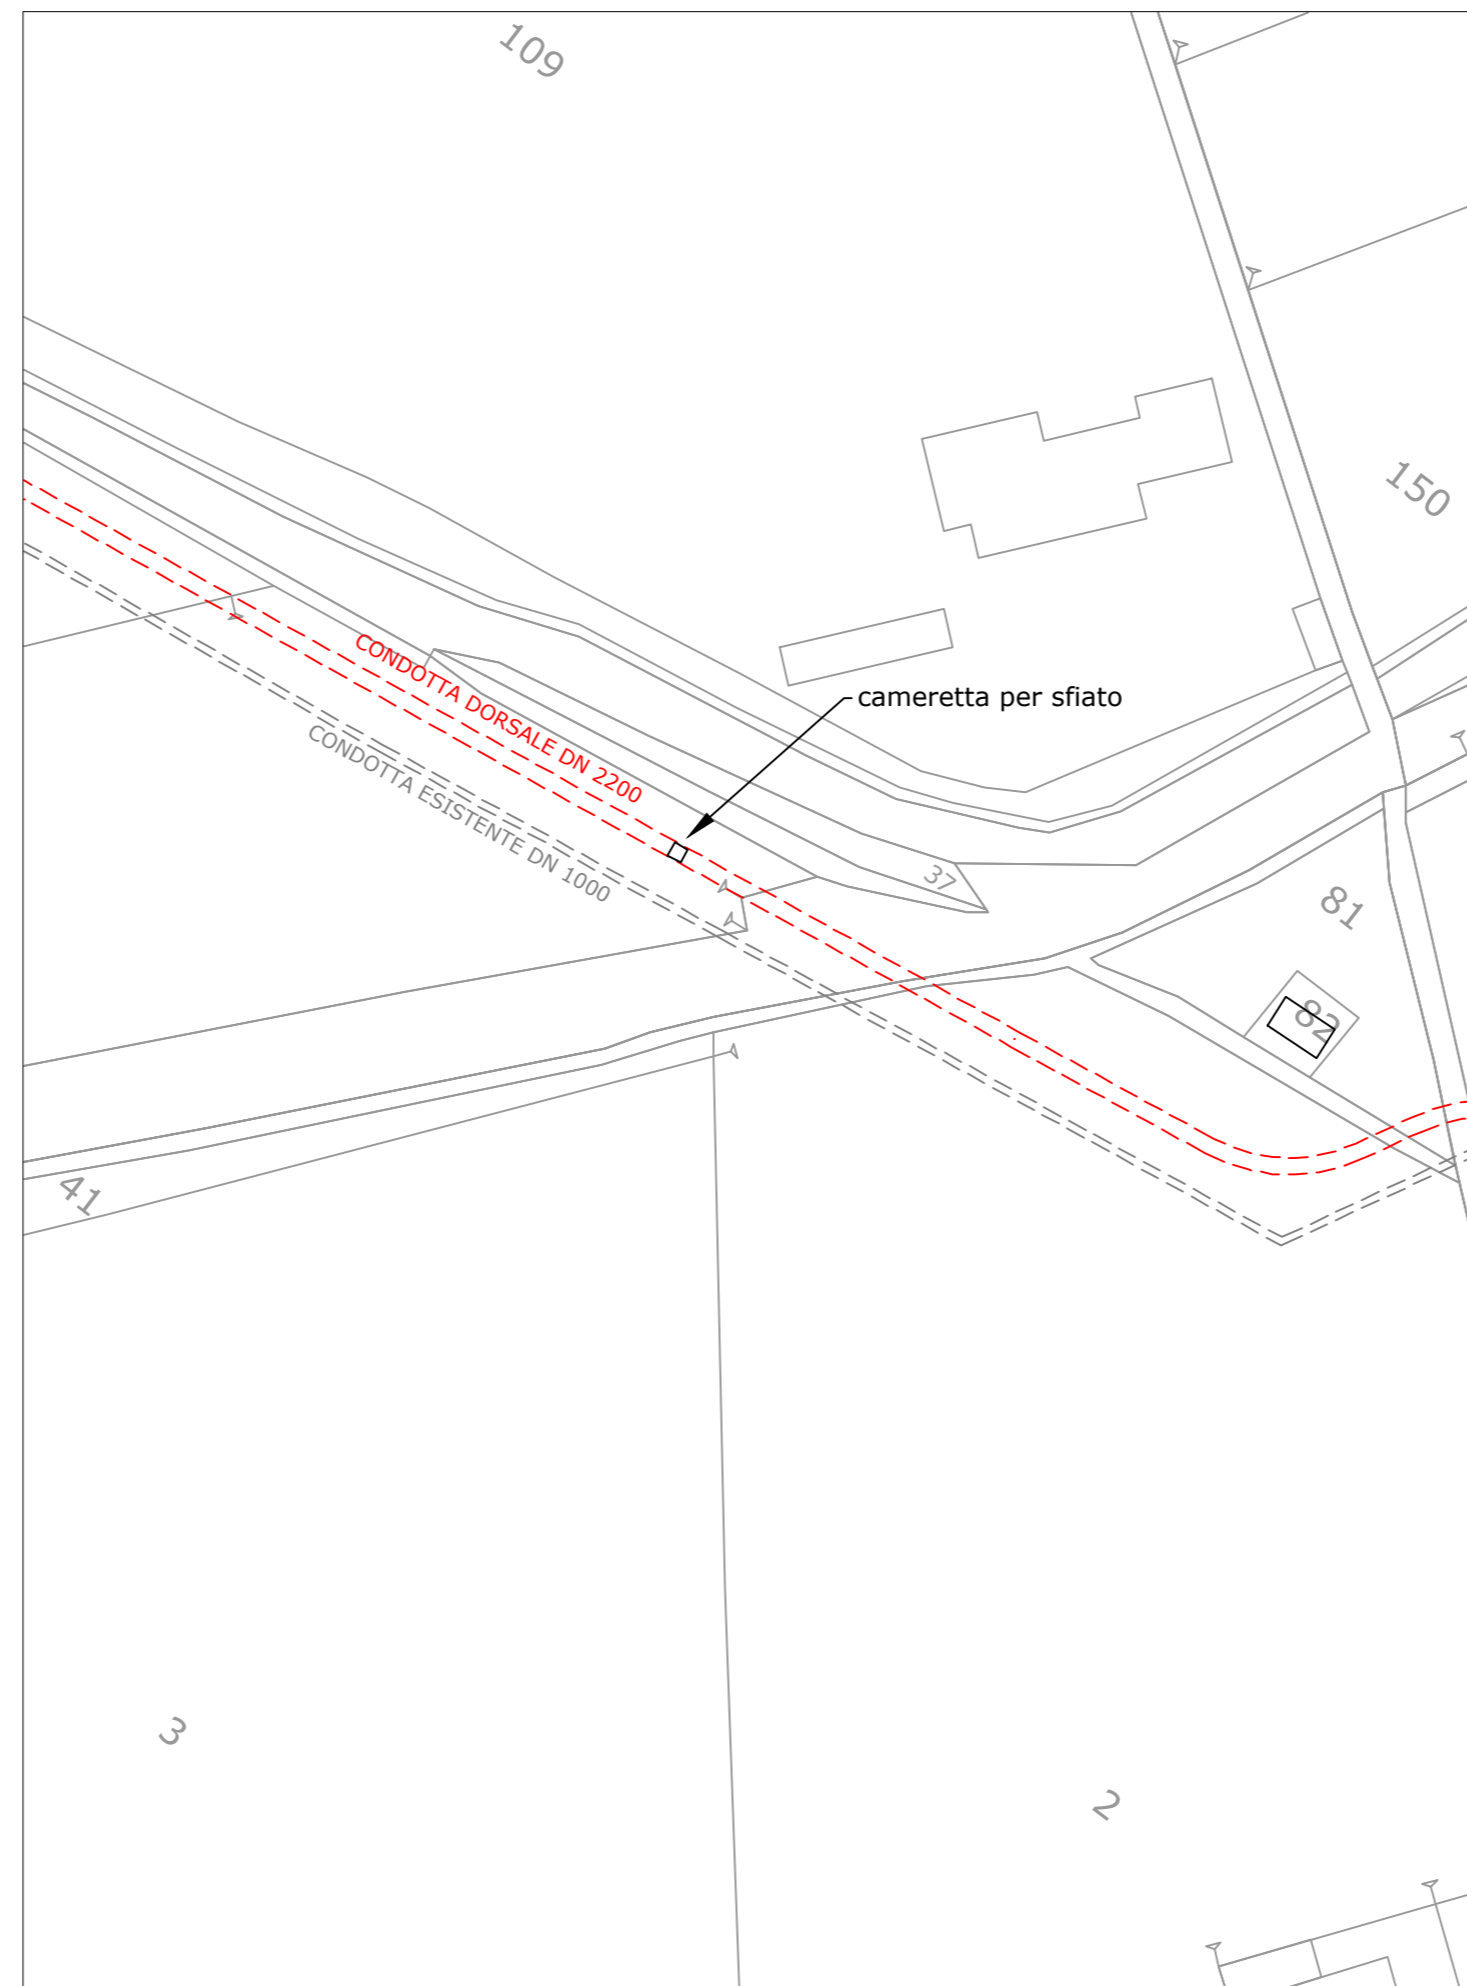 109
150
CONDOTTA DORSALE DN 2200
cameretta per sfiato
CONDOTTA ESISTENTE DN 1000
37
81
82
41
3
2